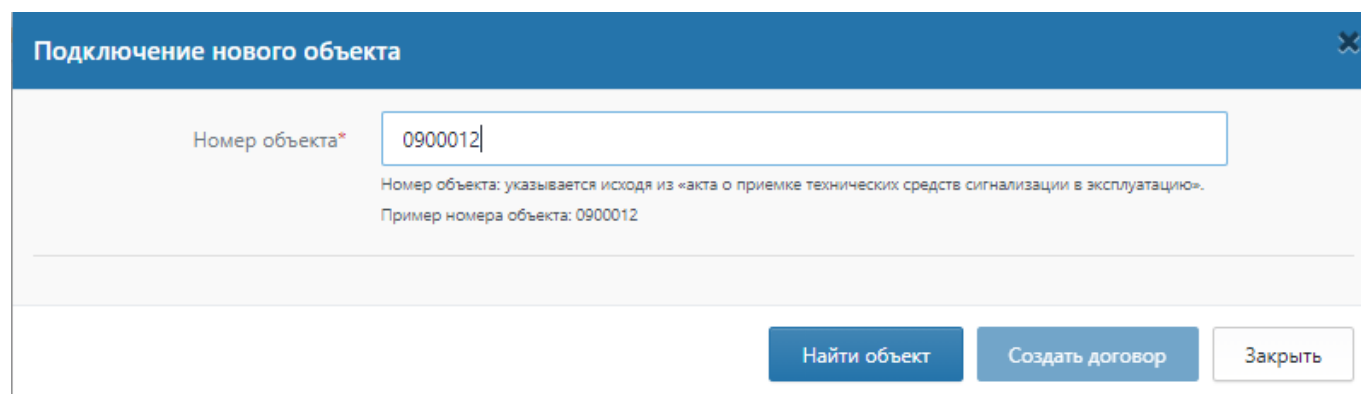 Подключение нового объекта
Номер объекта*
0900012
Номер объекта: указывается исходя из «акта о приемке технических средств сигнализации в эксплуатацию».
Пример номера объекта: 0900012
Найти объект
Создать договор
Закрыть